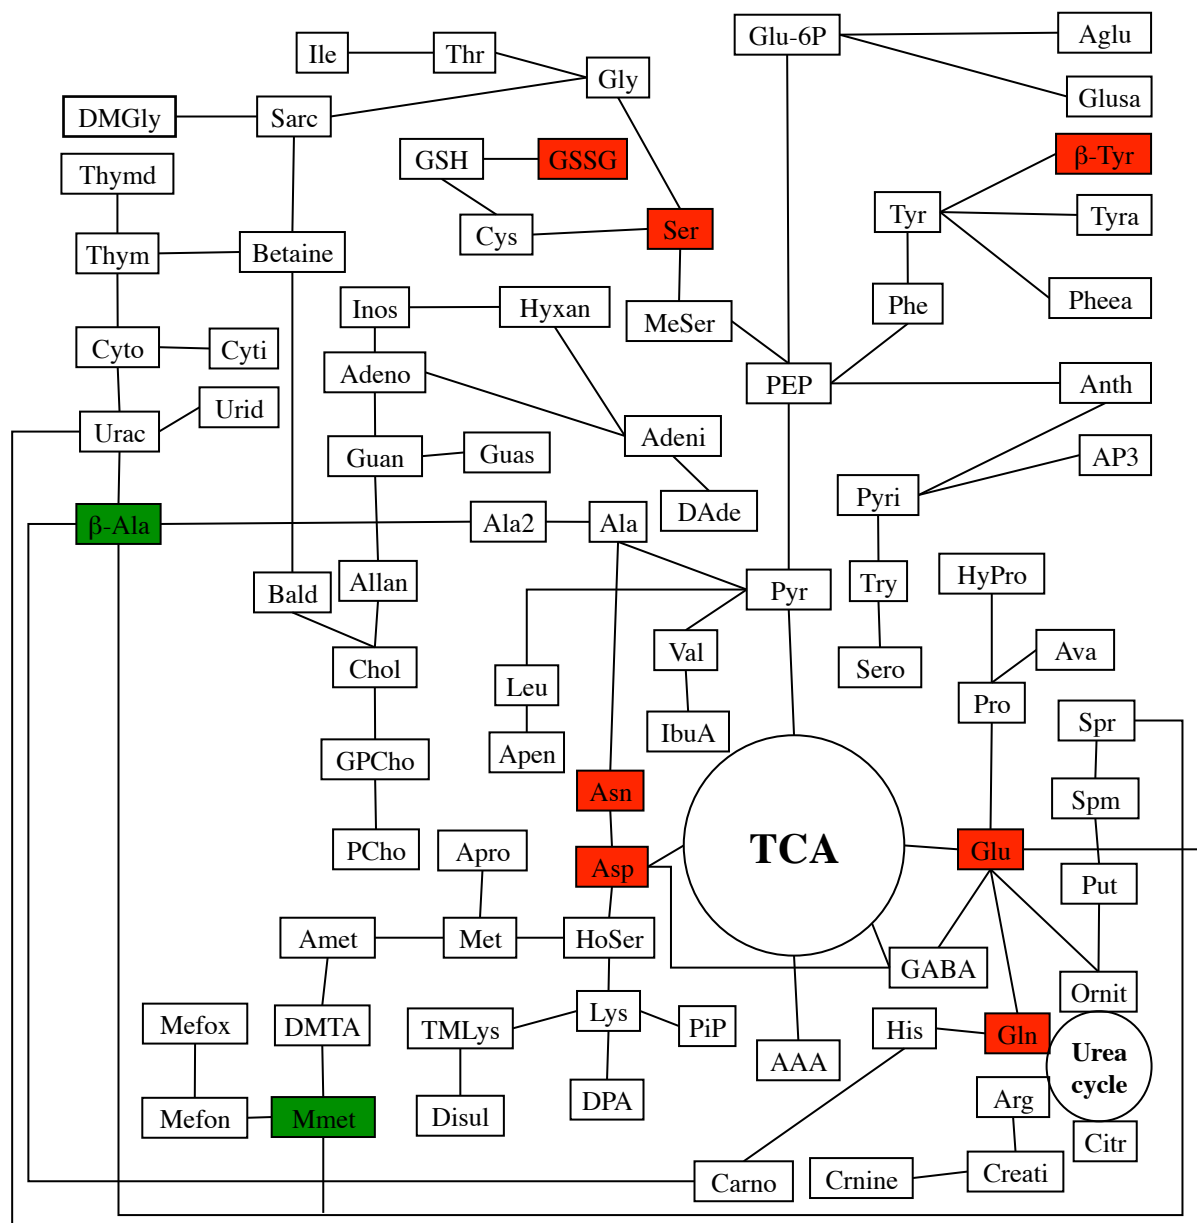 Glu-6P
Aglu
Ile
Thr
Gly
Glusa
DMGly
Sarc
GSH
GSSG
β-Tyr
Thymd
Tyr
Tyra
Ser
Cys
Thym
Betaine
Pheea
Phe
Inos
Hyxan
MeSer
Cyto
Cyti
Adeno
PEP
Anth
Urid
Urac
Adeni
Guan
Guas
AP3
Pyri
DAde
β-Ala
Ala2
Ala
HyPro
Allan
Try
Bald
Pyr
Val
Ava
Chol
Sero
Leu
Pro
Spr
IbuA
Apen
GPCho
Asn
Spm
PCho
Apro
TCA
Glu
Asp
Put
Amet
Met
HoSer
GABA
Ornit
Mefox
DMTA
TMLys
Lys
PiP
His
Gln
AAA
Urea
cycle
Mefon
Mmet
Disul
DPA
Arg
Citr
Carno
Crnine
Creati